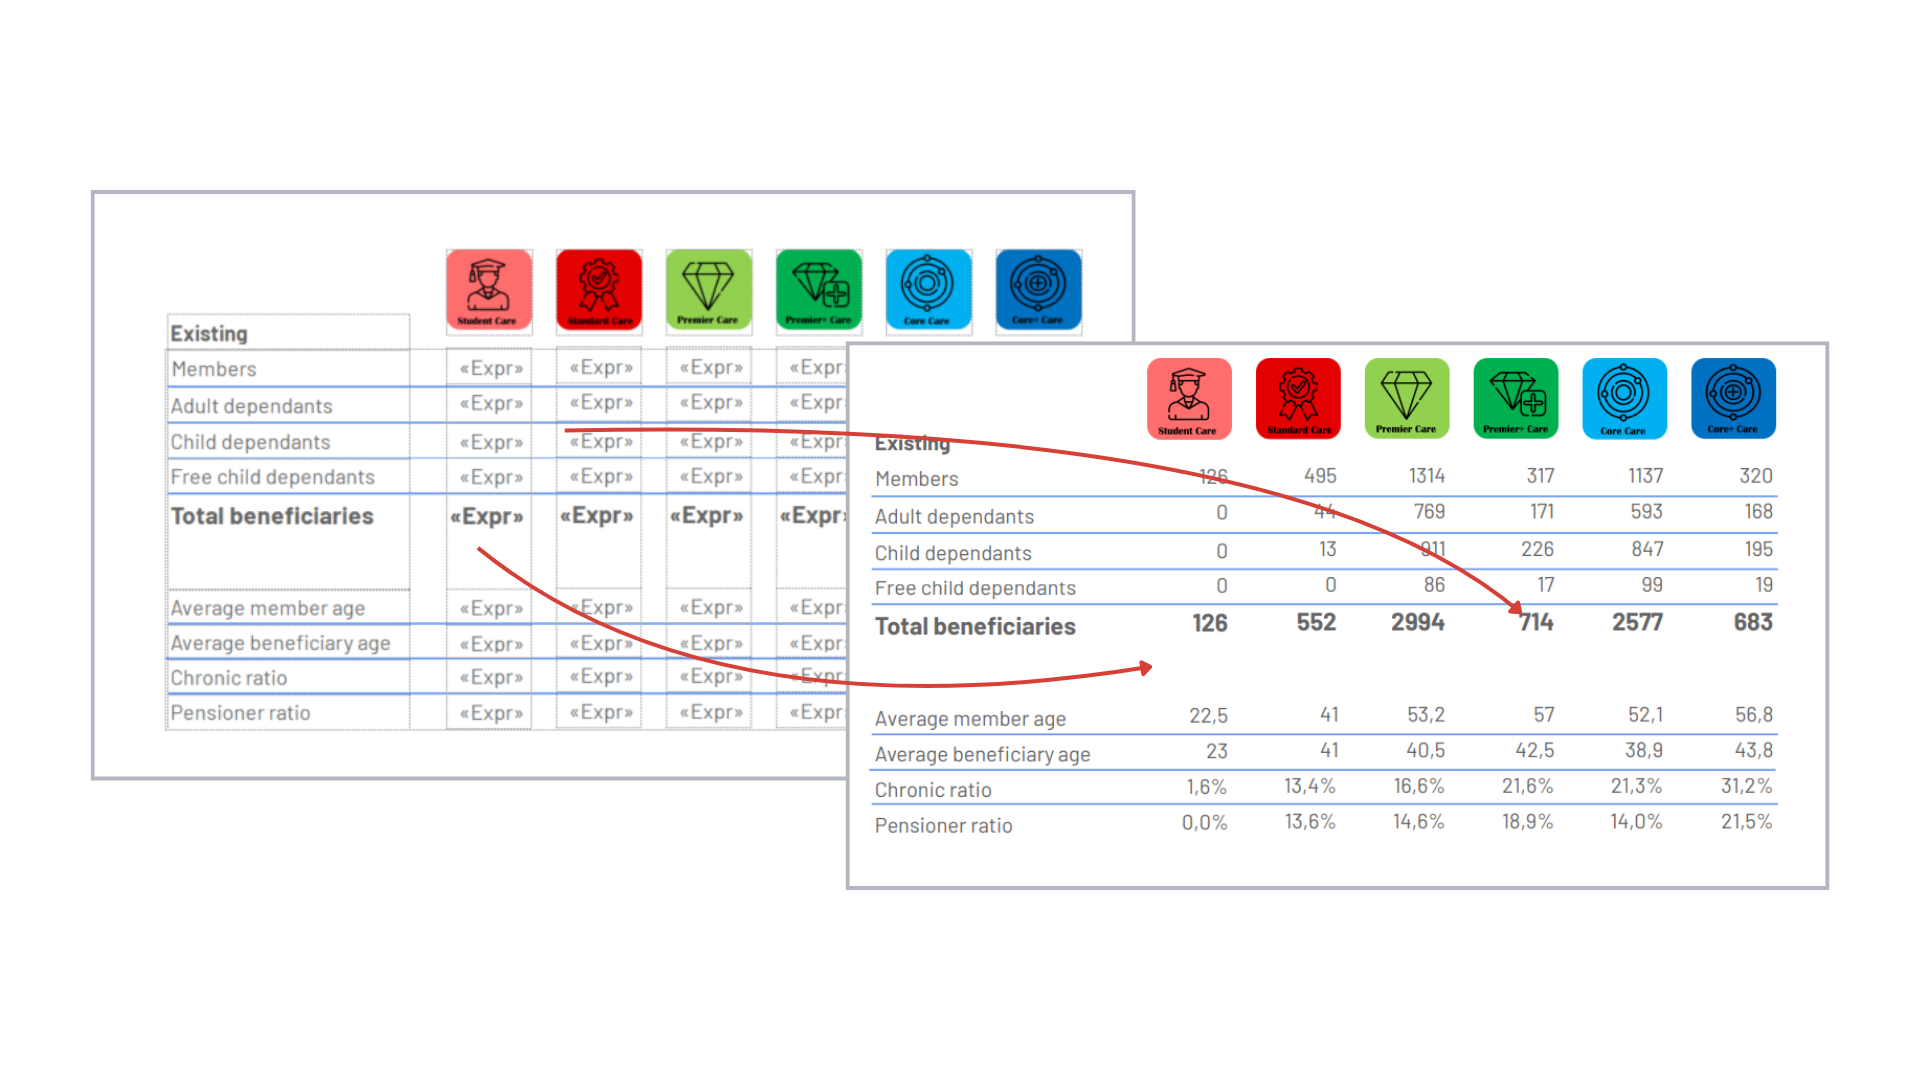 Student Care Standard Care Premier Care Premier+ Care Core Care Core+ Care
Existing
Members «Expr» «Expr» «Expr» «Expr
Adult dependants «Expr» «Expr» «Expr» «Expr
Child dependants «Expr» «Expr» «Expr» «Expr
Free child dependants «Expr» «Expr» «Expr» «Expr
Total beneficiaries «Expr» «Expr» «Expr» «Expr
Average member age «Expr» «Expr» «Expr» «Expr
Average beneficiary age «Expr» «Expr» «Expr» «Expr
Chronic ratio «Expr» «Expr» «Expr» «Expr
Pensioner ratio «Expr» «Expr» «Expr» «Expr
Student Care Standard Care Premier Care Premier+ Care Core Care Core+ Care
Existing
Members 126 495 1314 317 1137 320
Adult dependants 0 44 769 171 593 168
Child dependants 0 13 911 226 847 195
Free child dependants 0 0 86 17 99 19
Total beneficiaries 126 552 2994 714 2577 683
Average member age 22,5 41 53,2 57 52,1 56,8
Average beneficiary age 23 41 40,5 42,5 38,9 43,8
Chronic ratio 1,6% 13,4% 16,6% 21,6% 21,3% 31,2%
Pensioner ratio 0,0% 13,6% 14,6% 18,9% 14,0% 21,5%